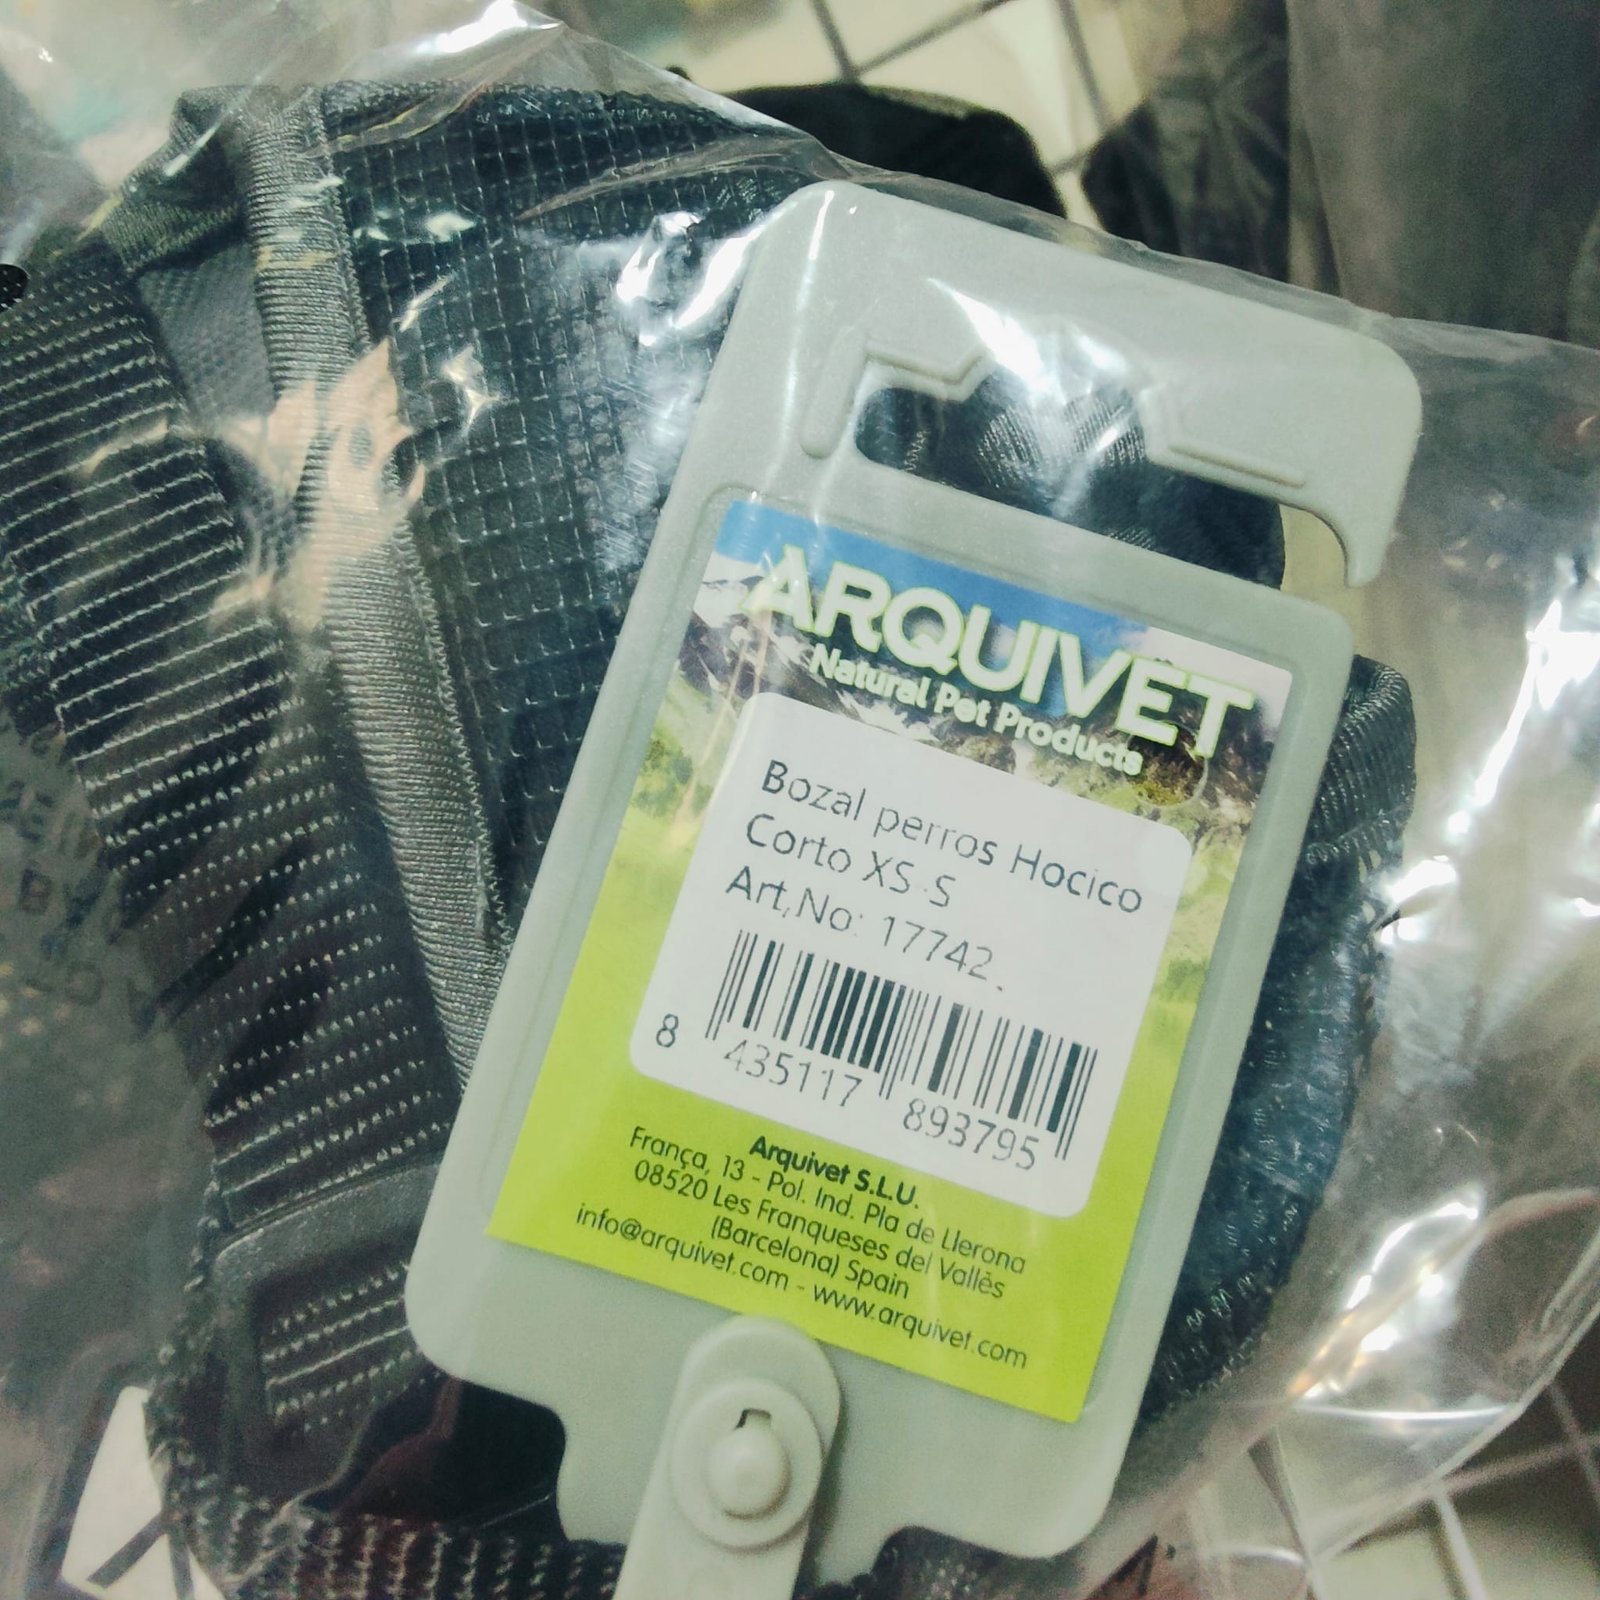 ARQUIVET
Natural Pet Products
Bozal perros Hocico
Corto XS-S
Art,No: 17742.
8 435117 893795
Arquivet S.L.U.
França, 13 - Pol. Ind. Pla de Llerona
08520 Les Franqueses del Vallès
(Barcelona) Spain
info@arquivet.com - www.arquivet.com